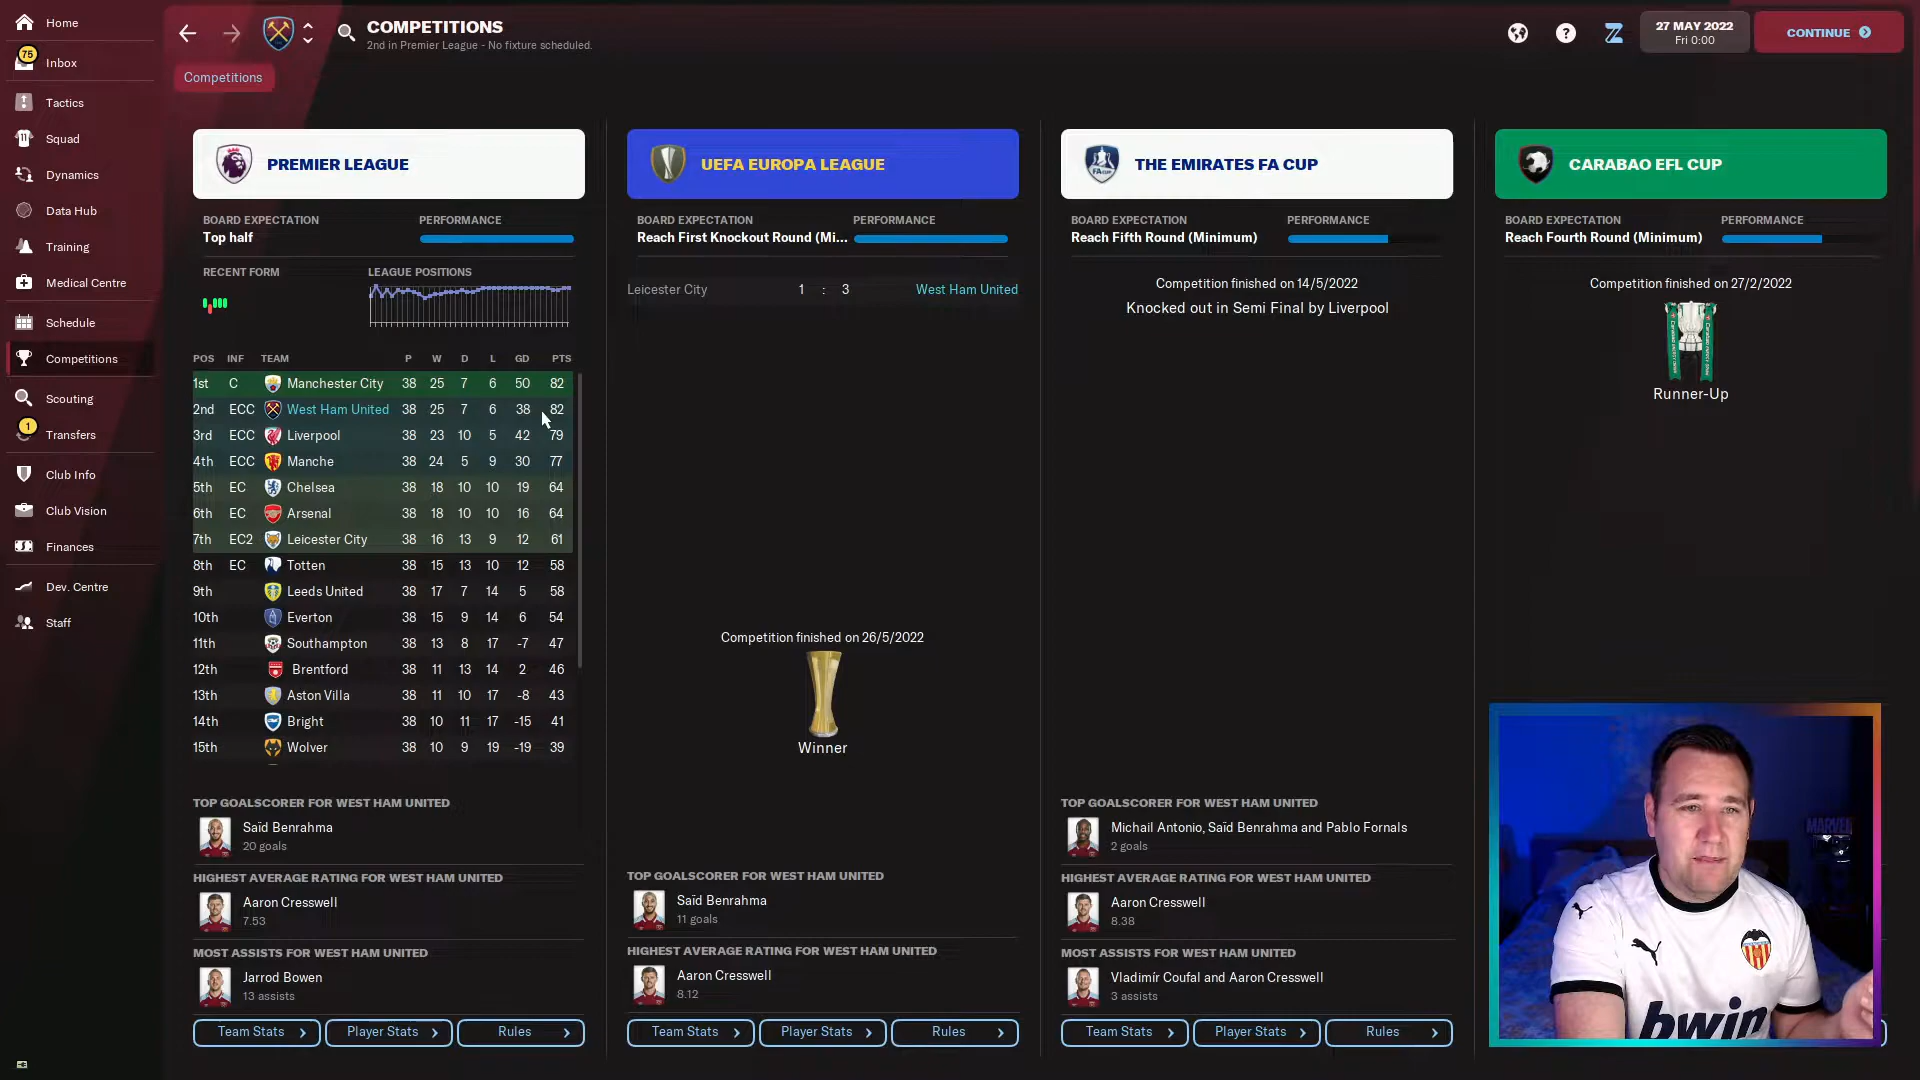 Home
75
Inbox
Tactics
Squad
Dynamics
Data Hub
Training
Medical Centre
Schedule
Competitions
Scouting
1
Transfers
Club Info
Club Vision
Finances
Dev. Centre
Staff
COMPETITIONS
2nd in Premier League - No fixture scheduled.
27 MAY 2022
Fri 0:00
CONTINUE
Competitions
PREMIER LEAGUE
BOARD EXPECTATION PERFORMANCE
Top half
RECENT FORM LEAGUE POSITIONS
POS INF TEAM P W D L GD PTS
1st C Manchester City 38 25 7 6 50 82
2nd ECC West Ham United 38 25 7 6 38 82
3rd ECC Liverpool 38 23 10 5 42 79
4th ECC Manche 38 24 5 9 30 77
5th EC Chelsea 38 18 10 10 19 64
6th EC Arsenal 38 18 10 10 16 64
7th EC2 Leicester City 38 16 13 9 12 61
8th EC Totten 38 15 13 10 12 58
9th Leeds United 38 17 7 14 5 58
10th Everton 38 15 9 14 6 54
11th Southampton 38 13 8 17 -7 47
12th Brentford 38 11 13 14 2 46
13th Aston Villa 38 11 10 17 -8 43
14th Bright 38 10 11 17 -15 41
15th Wolver 38 10 9 19 -19 39
TOP GOALSCORER FOR WEST HAM UNITED
Saïd Benrahma
20 goals
HIGHEST AVERAGE RATING FOR WEST HAM UNITED
Aaron Cresswell
7.53
MOST ASSISTS FOR WEST HAM UNITED
Jarrod Bowen
13 assists
Team Stats Player Stats Rules
UEFA EUROPA LEAGUE
BOARD EXPECTATION PERFORMANCE
Reach First Knockout Round (Mi...
Leicester City 1 : 3 West Ham United
Competition finished on 26/5/2022
Winner
TOP GOALSCORER FOR WEST HAM UNITED
Saïd Benrahma
11 goals
HIGHEST AVERAGE RATING FOR WEST HAM UNITED
Aaron Cresswell
8.12
Team Stats Player Stats Rules
THE EMIRATES FA CUP
BOARD EXPECTATION PERFORMANCE
Reach Fifth Round (Minimum)
Competition finished on 14/5/2022
Knocked out in Semi Final by Liverpool
TOP GOALSCORER FOR WEST HAM UNITED
Michail Antonio, Saïd Benrahma and Pablo Fornals
2 goals
HIGHEST AVERAGE RATING FOR WEST HAM UNITED
Aaron Cresswell
8.38
MOST ASSISTS FOR WEST HAM UNITED
Vladimír Coufal and Aaron Cresswell
3 assists
Team Stats Player Stats Rules
CARABAO EFL CUP
BOARD EXPECTATION PERFORMANCE
Reach Fourth Round (Minimum)
Competition finished on 27/2/2022
Runner-Up
MARVEL
bwin